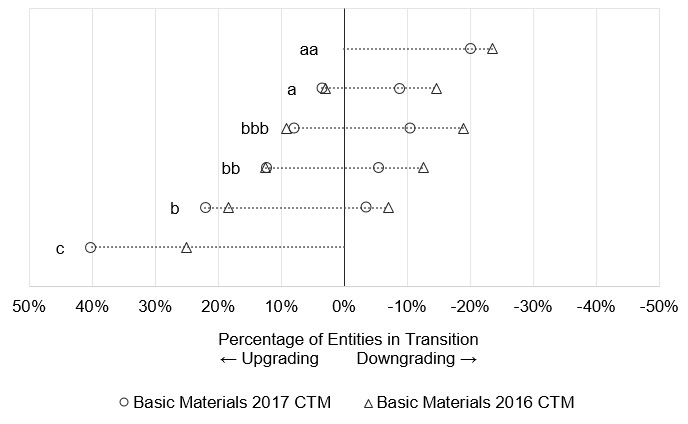 aa
a
bbb
bb
b
c
50% 40% 30% 20% 10% 0% -10% -20% -30% -40% -50%
Percentage of Entities in Transition
← Upgrading Downgrading →
Basic Materials 2017 CTM Basic Materials 2016 CTM